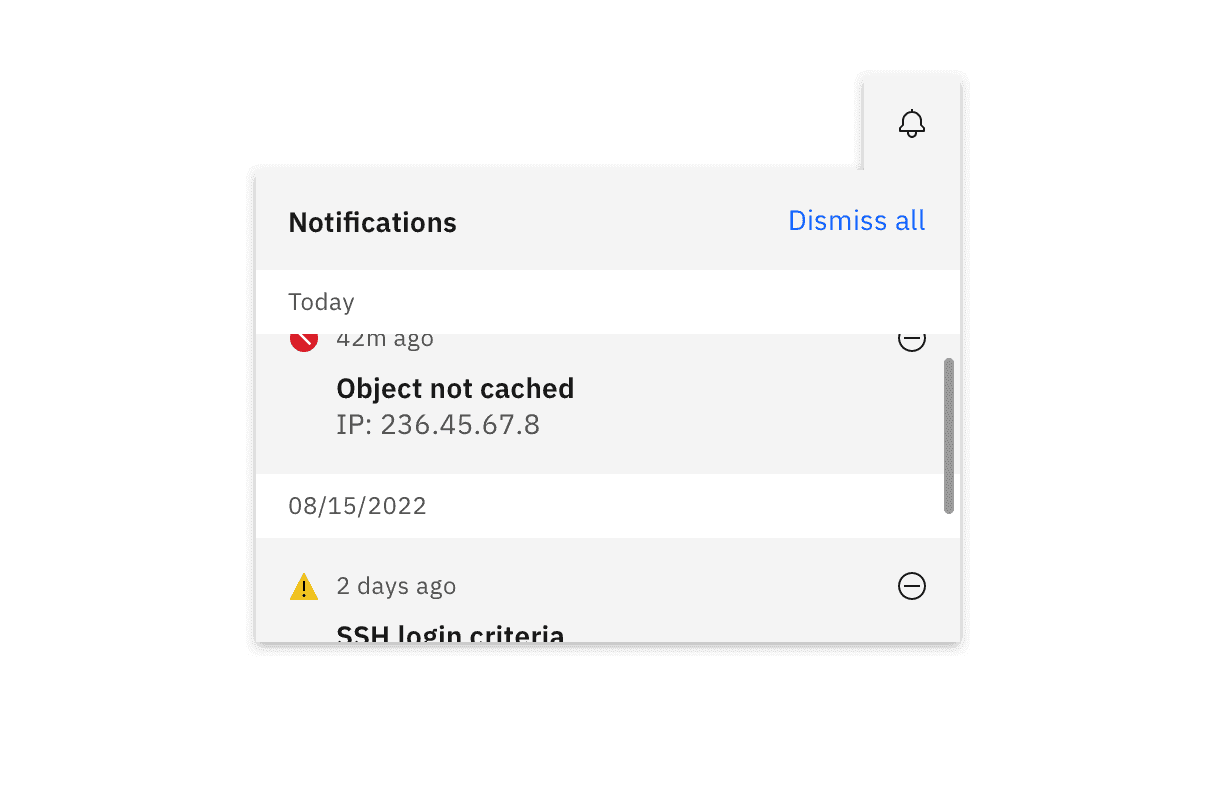 Notifications
Dismiss all
Today
42m ago
Object not cached
IP: 236.45.67.8
08/15/2022
2 days ago
SSH login criteria